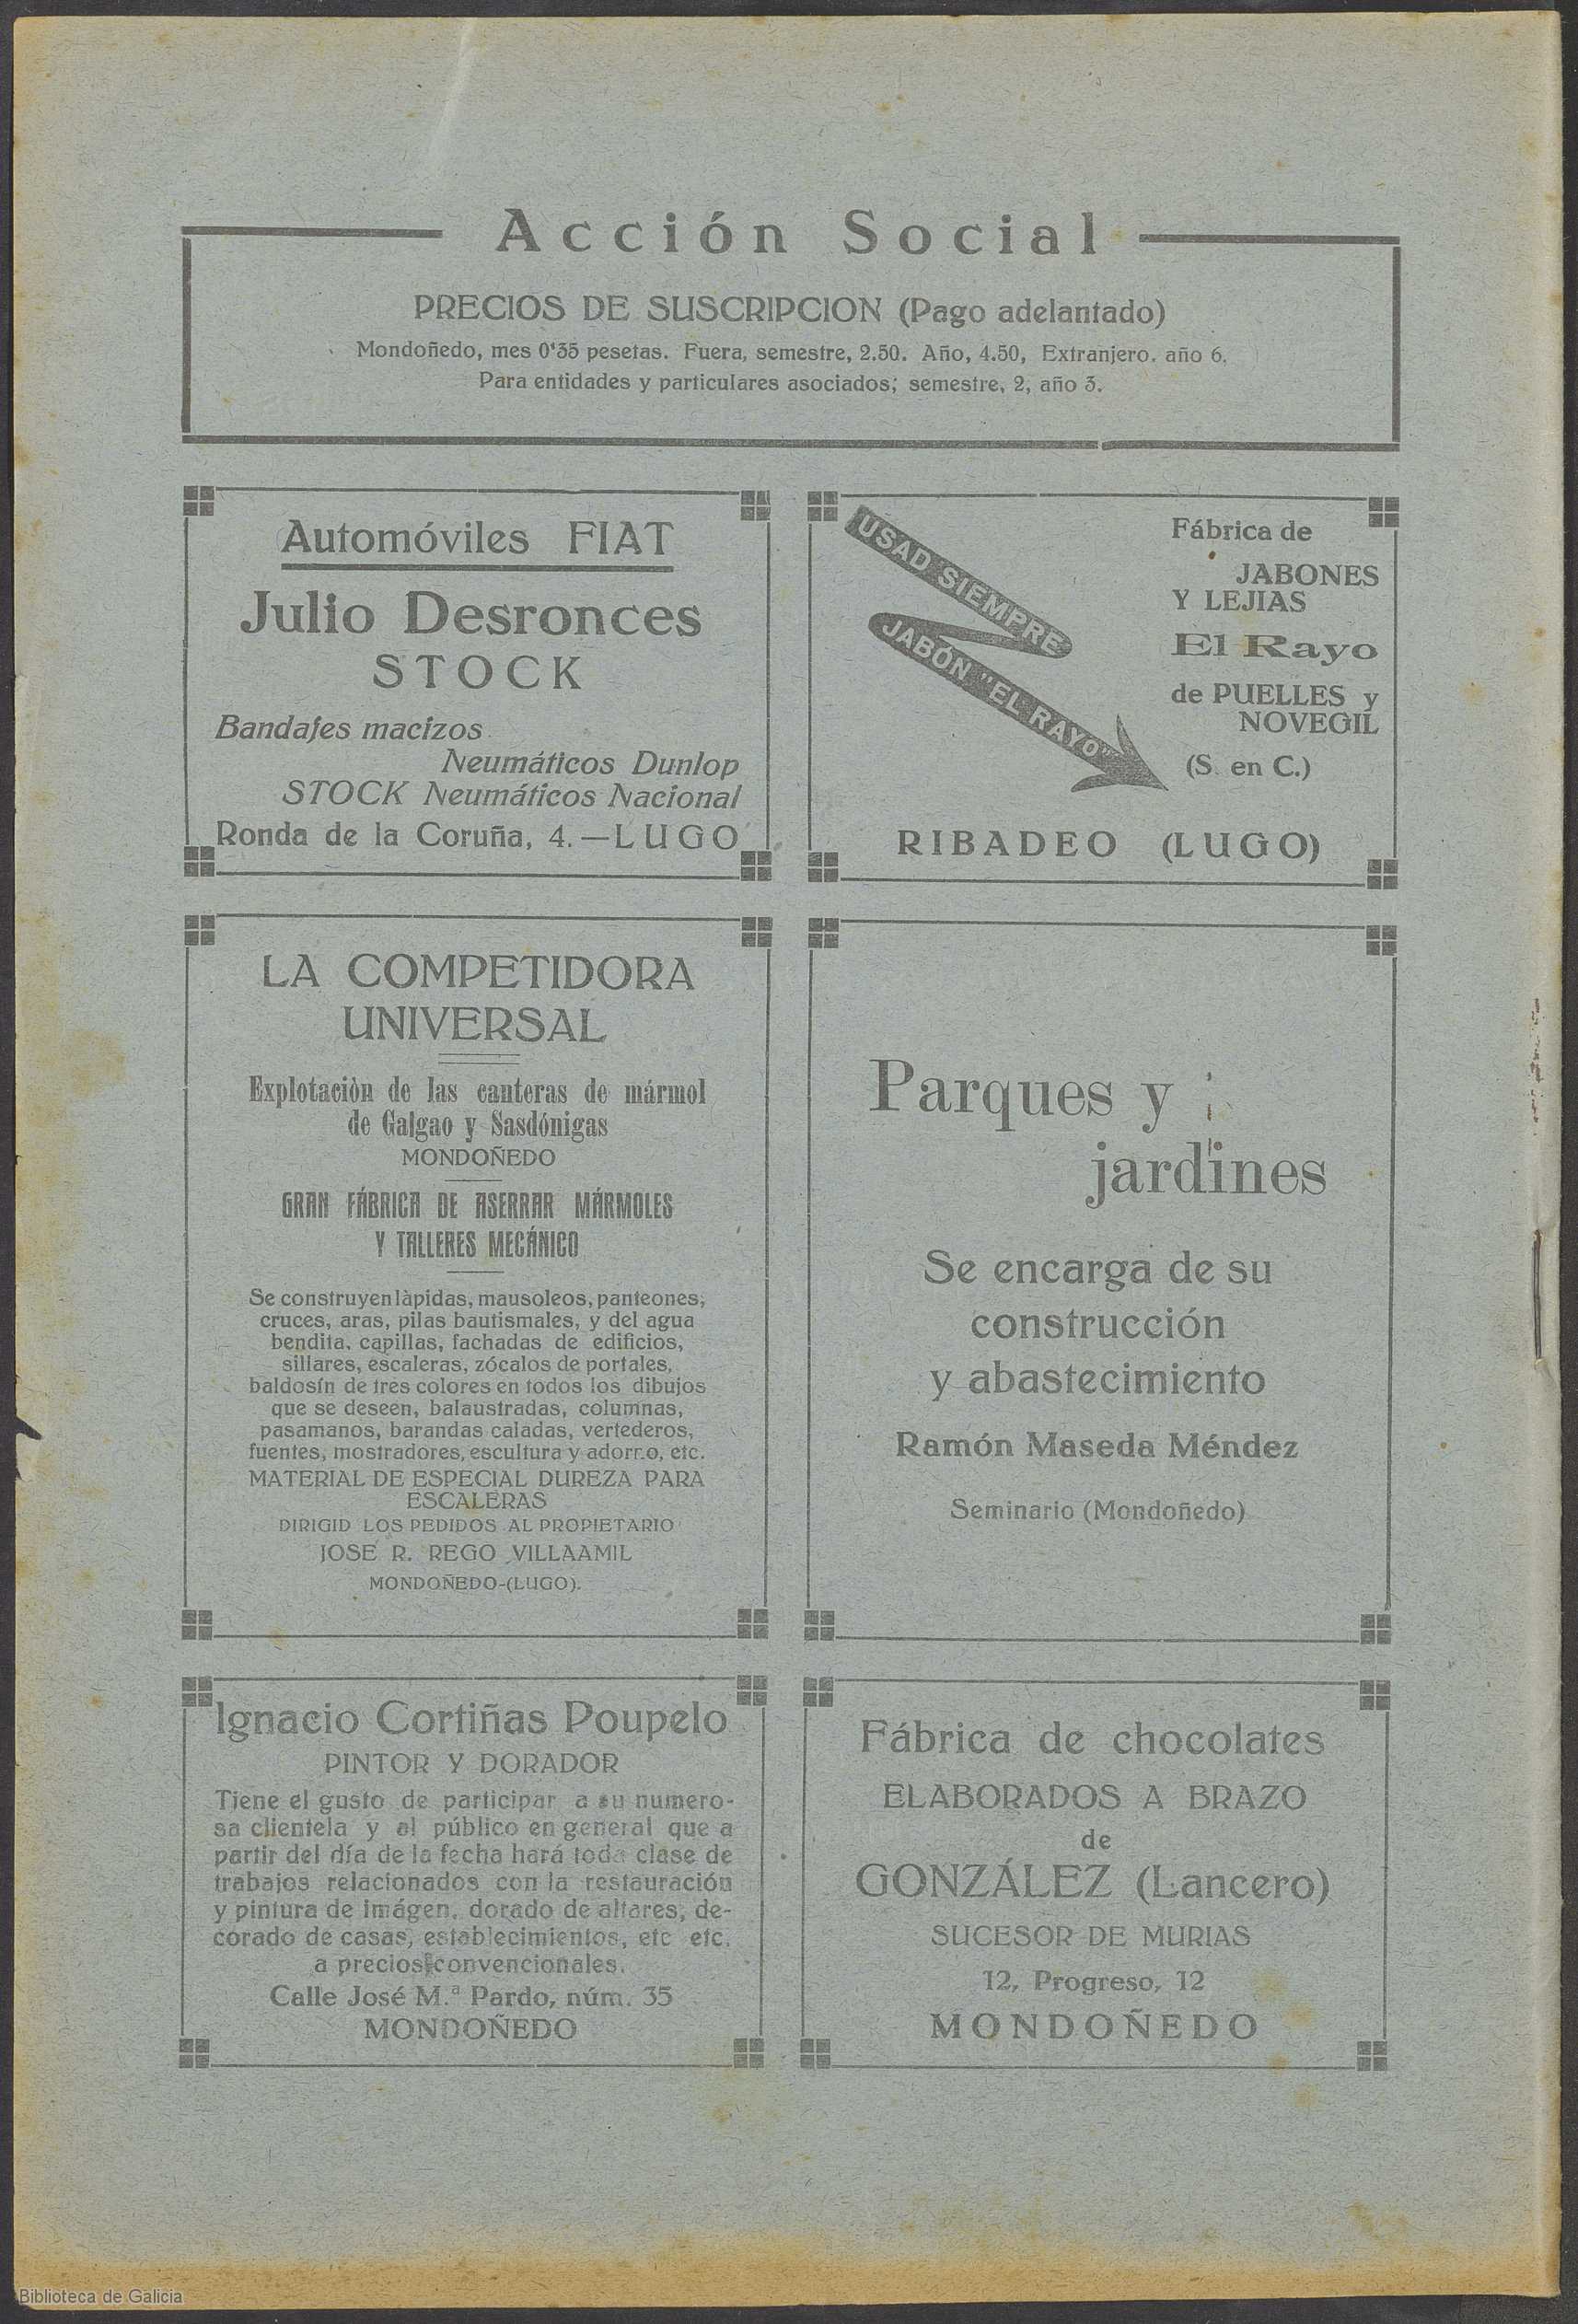 Acción Social
PRECIOS DE SUSCRIPCION (Pago adelantado)
Mondoñedo, mes 0'35 pesetas. Fuera, semestre, 2.50. Año, 4.50, Extranjero. año 6.
Para entidades y particulares asociados; semestre, 2, año 3.
Automóviles FIAT
Julio Desronces
STOCK
Bandajes macizos
Neumáticos Dunlop
STOCK Neumáticos Nacional
Ronda de la Coruña, 4.—LUGO
USAD SIEMPRE
JABÓN "EL RAYO"
Fábrica de
JABONES
Y LEJIAS
El Rayo
de PUELLES y
NOVEGIL
(S. en C.)
RIBADEO (LUGO)
LA COMPETIDORA
UNIVERSAL
Explotaciòn de las canteras de mármol
de Galgao y Sasdónigas
MONDOÑEDO
GRAN FÁBRICA DE ASERRAR MÁRMOLES
Y TALLERES MECÁNICO
Se construyen làpidas, mausoleos, panteones,
cruces, aras, pilas bautismales, y del agua
bendita, capillas, fachadas de edificios,
sillares, escaleras, zócalos de portales,
baldosín de tres colores en todos los dibujos
que se deseen, balaustradas, columnas,
pasamanos, barandas caladas, vertederos,
fuentes, mostradores, escultura y adorno, etc.
MATERIAL DE ESPECIAL DUREZA PARA
ESCALERAS
DIRIGID LOS PEDIDOS AL PROPIETARIO
JOSE R. REGO VILLAAMIL
MONDOÑEDO-(LUGO).
Parques y
jardines
Se encarga de su
construcción
y abastecimiento
Ramón Maseda Méndez
Seminario (Mondoñedo)
Ignacio Cortiñas Poupelo
PINTOR Y DORADOR
Tiene el gusto de participar a su numero-
sa clientela y al público en general que a
partir del día de la fecha hará toda clase de
trabajos relacionados con la restauración
y pintura de imágen, dorado de altares, de-
corado de casas, establecimientos, etc etc.
a precios convencionales.
Calle José M.ª Pardo, núm. 35
MONDOÑEDO
Fábrica de chocolates
ELABORADOS A BRAZO
de
GONZÁLEZ (Lancero)
SUCESOR DE MURIAS
12, Progreso, 12
MONDOÑEDO
Biblioteca de Galicia